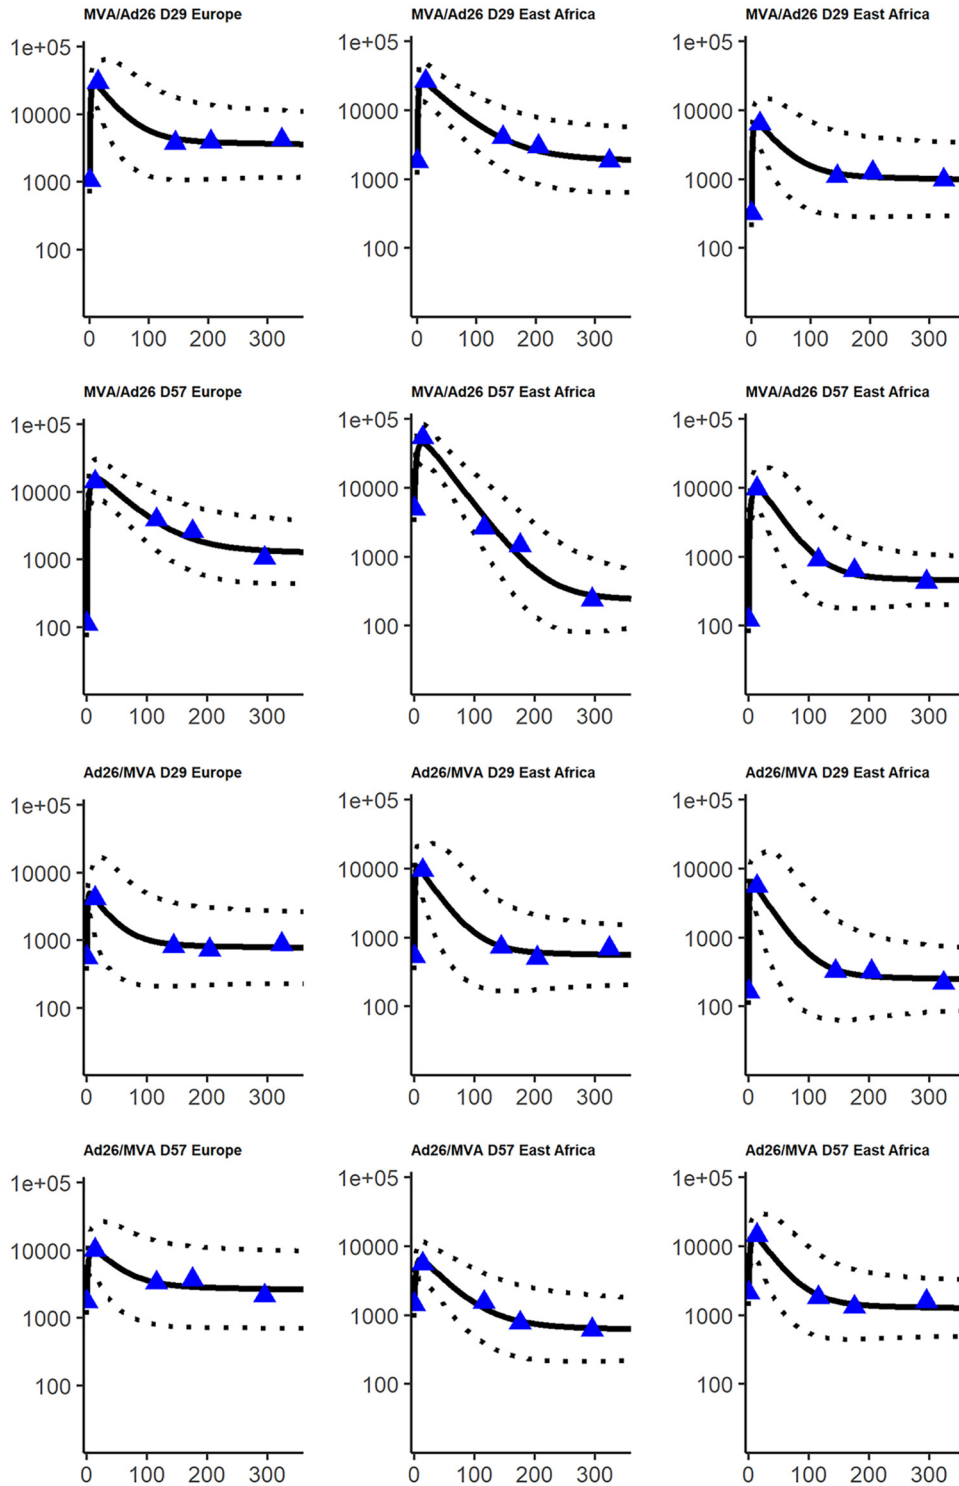 MVA/Ad26 D29 Europe
MVA/Ad26 D29 East Africa
MVA/Ad26 D29 East Africa
1e+05
1e+05
1e+05
10000
10000
10000
1000
1000
1000
100
100
100
0 100 200 300
0 100 200 300
0 100 200 300
MVA/Ad26 D57 Europe
MVA/Ad26 D57 East Africa
MVA/Ad26 D57 East Africa
1e+05
1e+05
1e+05
10000
10000
10000
1000
1000
1000
100
100
100
0 100 200 300
0 100 200 300
0 100 200 300
Ad26/MVA D29 Europe
Ad26/MVA D29 East Africa
Ad26/MVA D29 East Africa
1e+05
1e+05
1e+05
10000
10000
10000
1000
1000
1000
100
100
100
0 100 200 300
0 100 200 300
0 100 200 300
Ad26/MVA D57 Europe
Ad26/MVA D57 East Africa
Ad26/MVA D57 East Africa
1e+05
1e+05
1e+05
10000
10000
10000
1000
1000
1000
100
100
100
0 100 200 300
0 100 200 300
0 100 200 300